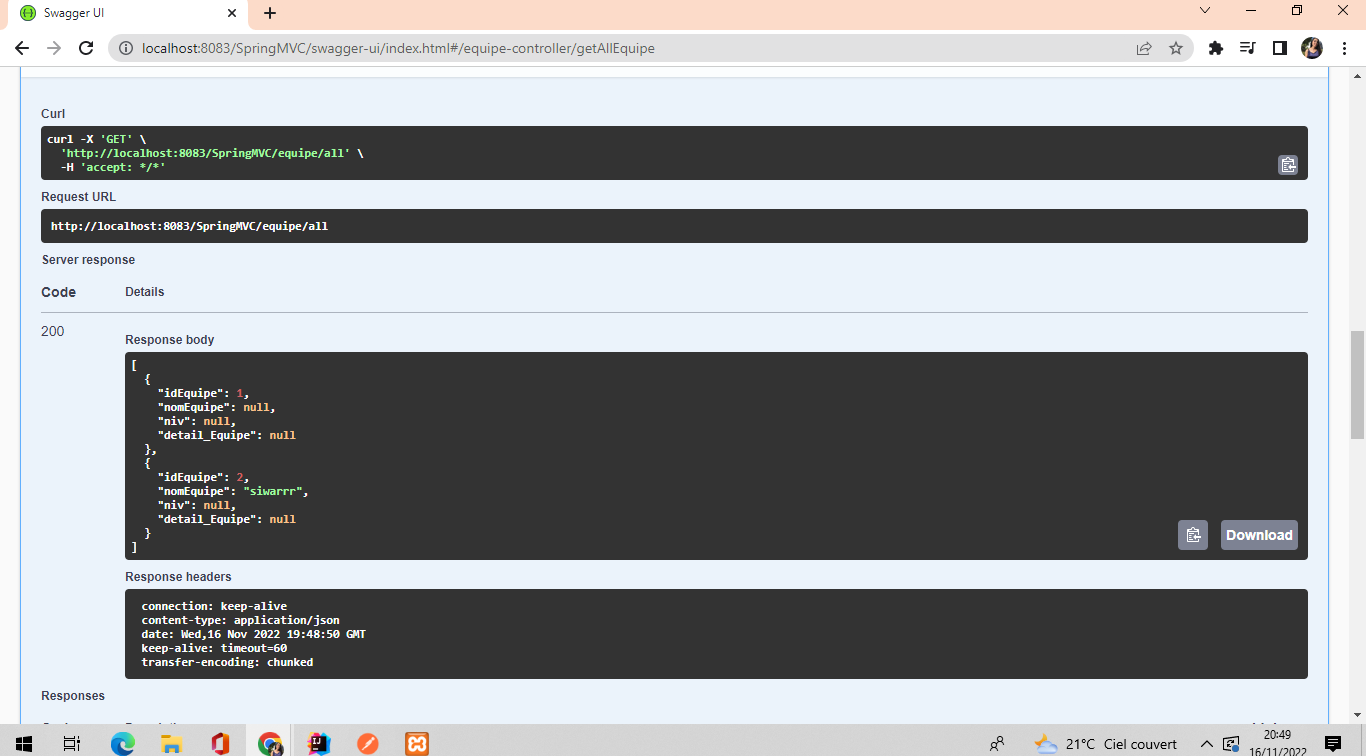 Swagger UI
localhost:8083/SpringMVC/swagger-ui/index.html#/equipe-controller/getAllEquipe
Curl
curl -X 'GET' \
'http://localhost:8083/SpringMVC/equipe/all' \
-H 'accept: */*'
Request URL
http://localhost:8083/SpringMVC/equipe/all
Server response
Code Details
200
Response body
[
{
"idEquipe": 1,
"nomEquipe": null,
"niv": null,
"detail_Equipe": null
},
{
"idEquipe": 2,
"nomEquipe": "siwarrr",
"niv": null,
"detail_Equipe": null
}
]
Download
Response headers
connection: keep-alive
content-type: application/json
date: Wed,16 Nov 2022 19:48:50 GMT
keep-alive: timeout=60
transfer-encoding: chunked
Responses
21°C Ciel couvert
20:49
16/11/2022